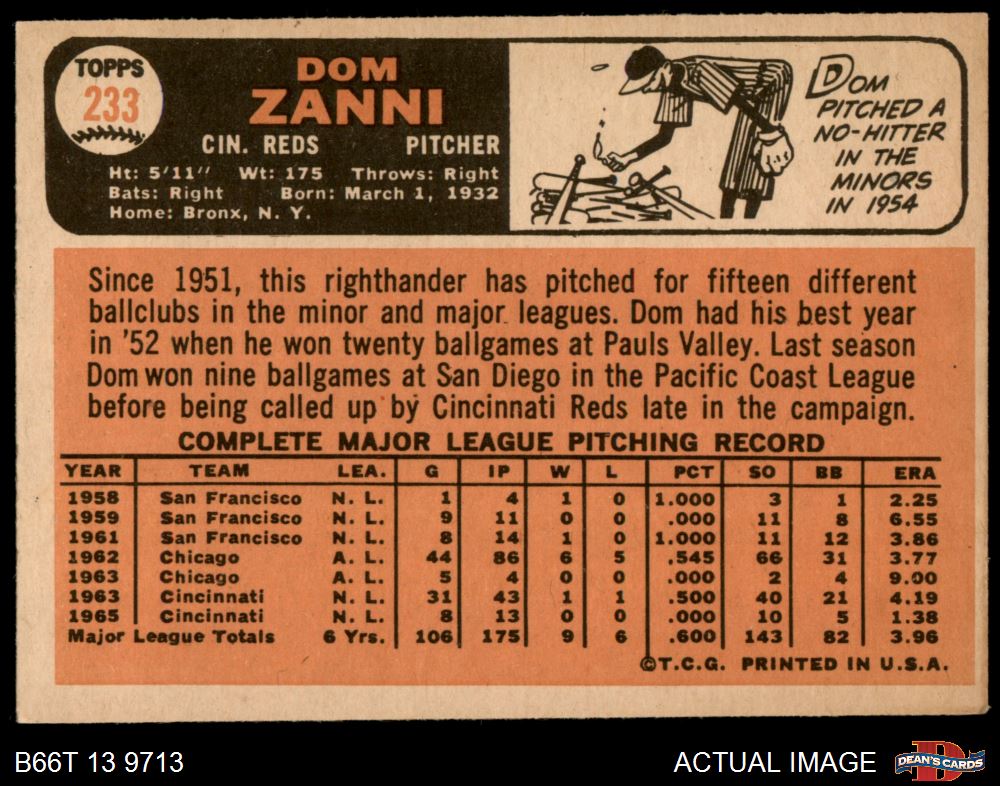 TOPPS
233
DOM
ZANNI
CIN. REDS PITCHER
Ht: 5'11" Wt: 175 Throws: Right
Bats: Right Born: March 1, 1932
Home: Bronx, N. Y.
DOM
PITCHED A
NO-HITTER
IN THE
MINORS
IN 1954
Since 1951, this righthander has pitched for fifteen different
ballclubs in the minor and major leagues. Dom had his best year
in '52 when he won twenty ballgames at Pauls Valley. Last season
Dom won nine ballgames at San Diego in the Pacific Coast League
before being called up by Cincinnati Reds late in the campaign.
COMPLETE MAJOR LEAGUE PITCHING RECORD
YEAR TEAM LEA. G IP W L PCT SO BB ERA
1958 San Francisco N. L. 1 4 1 0 1.000 3 1 2.25
1959 San Francisco N. L. 9 11 0 0 .000 11 8 6.55
1961 San Francisco N. L. 8 14 1 0 1.000 11 12 3.86
1962 Chicago A. L. 44 86 6 5 .545 66 31 3.77
1963 Chicago A. L. 5 4 0 0 .000 2 4 9.00
1963 Cincinnati N. L. 31 43 1 1 .500 40 21 4.19
1965 Cincinnati N. L. 8 13 0 0 .000 10 5 1.38
Major League Totals 6 Yrs. 106 175 9 6 .600 143 82 3.96
©T.C.G. PRINTED IN U.S.A.
B66T 13 9713 ACTUAL IMAGE
D
DEAN'S CARDS